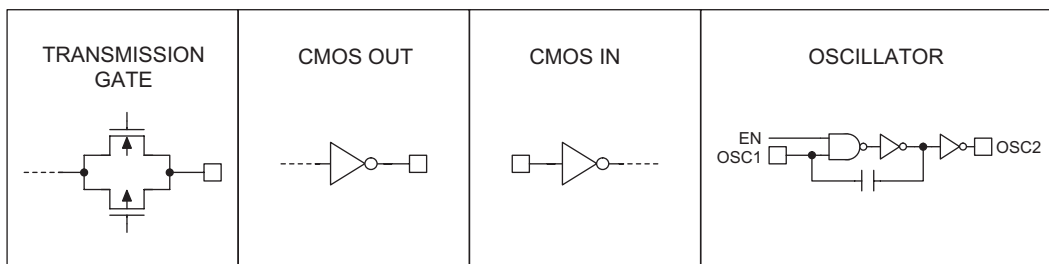 TRANSMISSION
GATE
CMOS OUT
CMOS IN
OSCILLATOR
EN
OSC1
OSC2